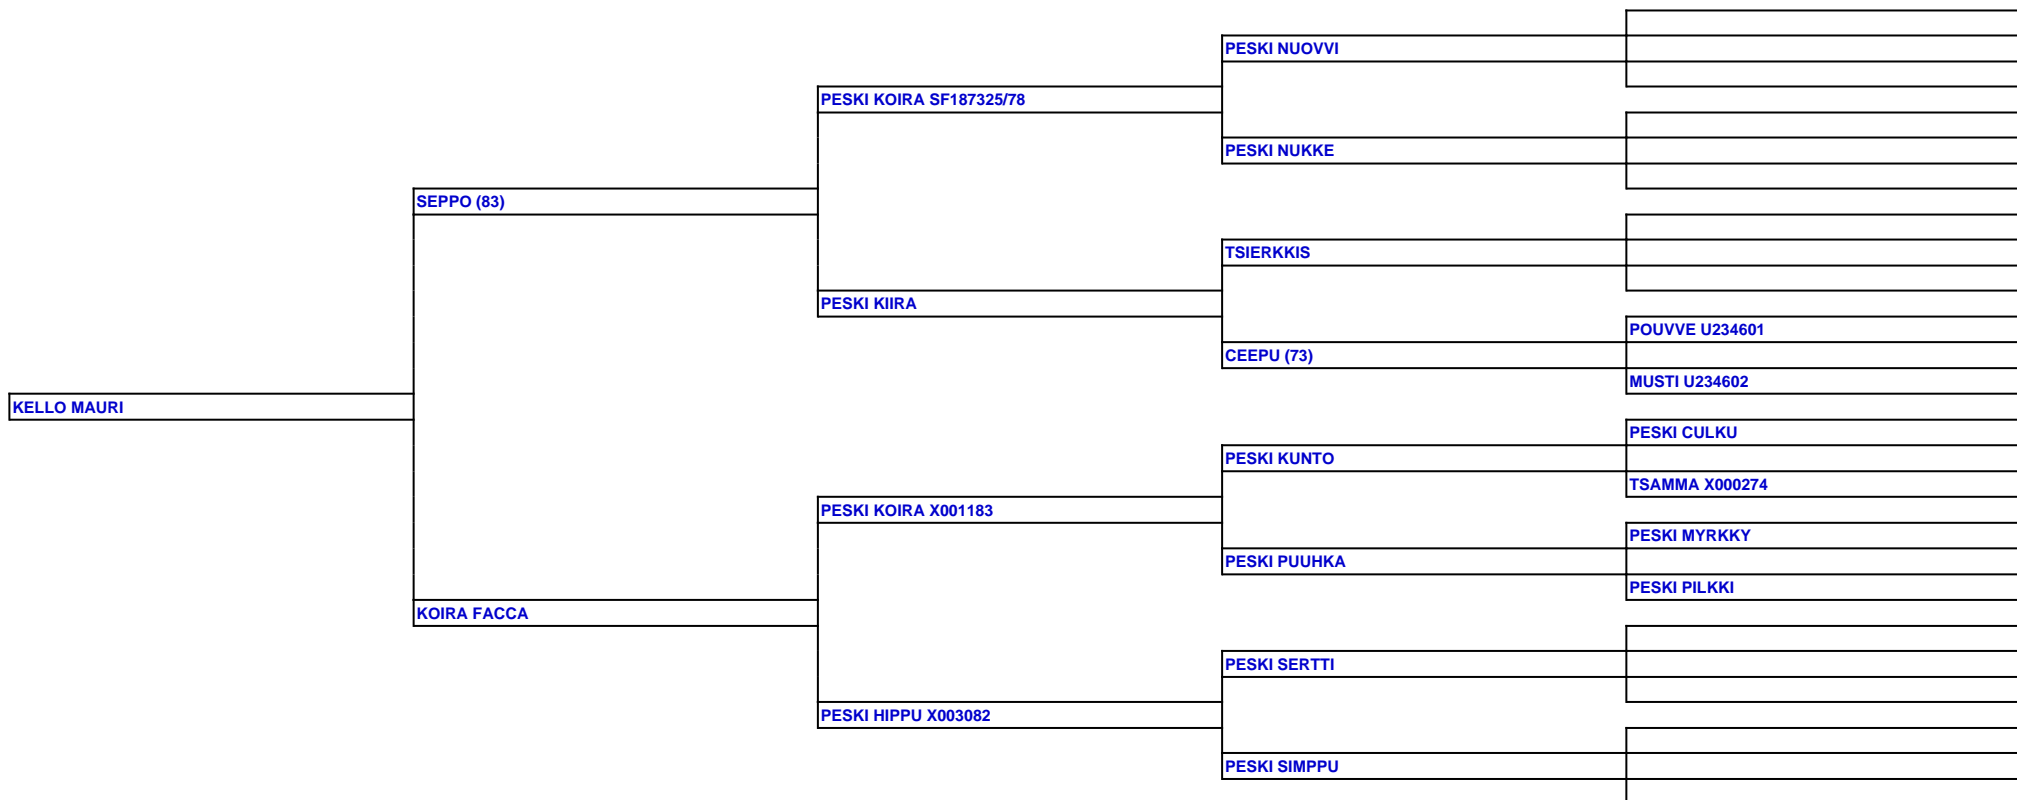 PESKI NUOVVI
PESKI KOIRA SF187325/78
PESKI NUKKE
SEPPO (83)
TSIERKKIS
PESKI KIIRA
POUVVE U234601
CEEPU (73)
MUSTI U234602
KELLO MAURI
PESKI CULKU
PESKI KUNTO
TSAMMA X000274
PESKI KOIRA X001183
PESKI MYRKKY
PESKI PUUHKA
PESKI PILKKI
KOIRA FACCA
PESKI SERTTI
PESKI HIPPU X003082
PESKI SIMPPU